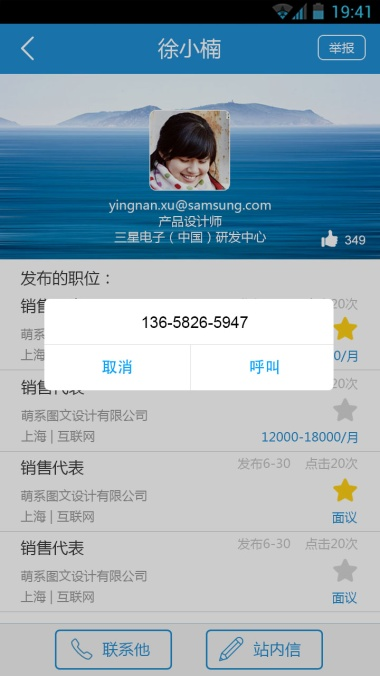 19:41
徐小楠
举报
yingnan.xu@samsung.com
产品设计师
三星电子（中国）研发中心
349
发布的职位：
销售
20次
萌系
上海
0/月
136-5826-5947
取消
呼叫
销售代表
萌系图文设计有限公司
上海 | 互联网
12000-18000/月
销售代表
发布6-30 点击20次
萌系图文设计有限公司
上海 | 互联网
面议
销售代表
发布6-30 点击20次
萌系图文设计有限公司
上海 | 互联网
面议
联系他
站内信